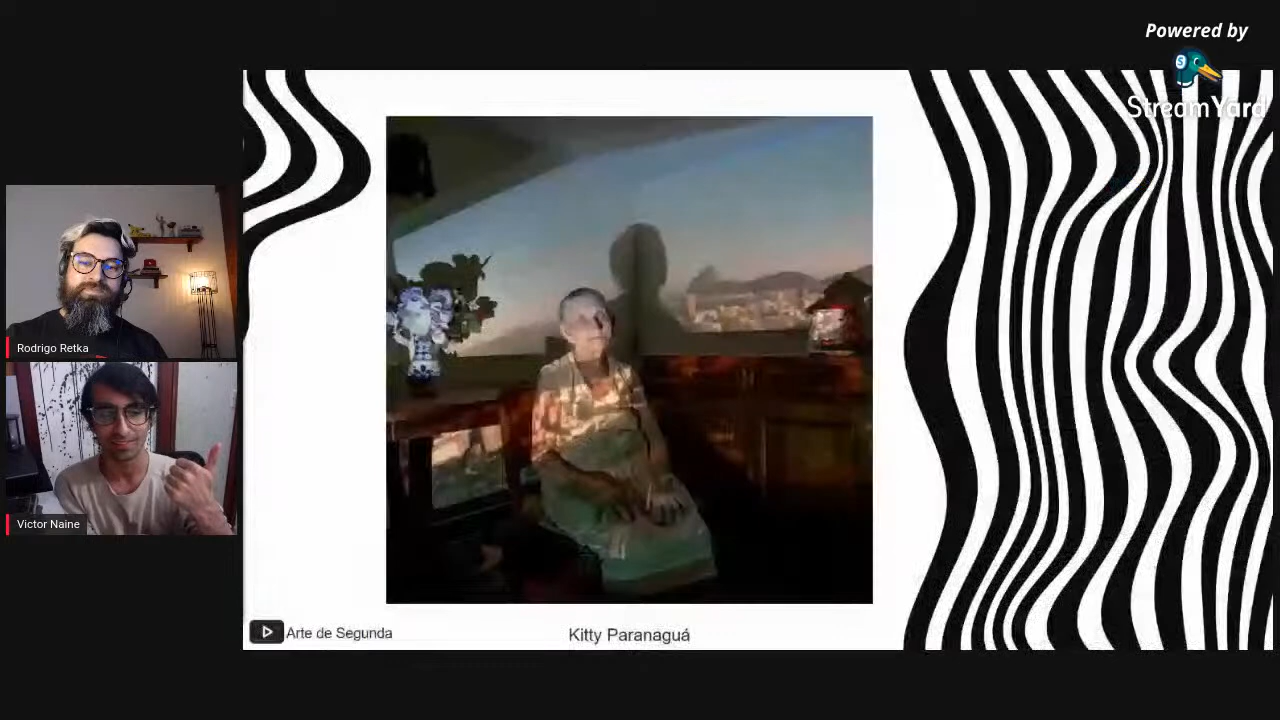 Powered by
StreamYard
Rodrigo Retka
Victor Naine
Arte de Segunda
Kitty Paranaguá